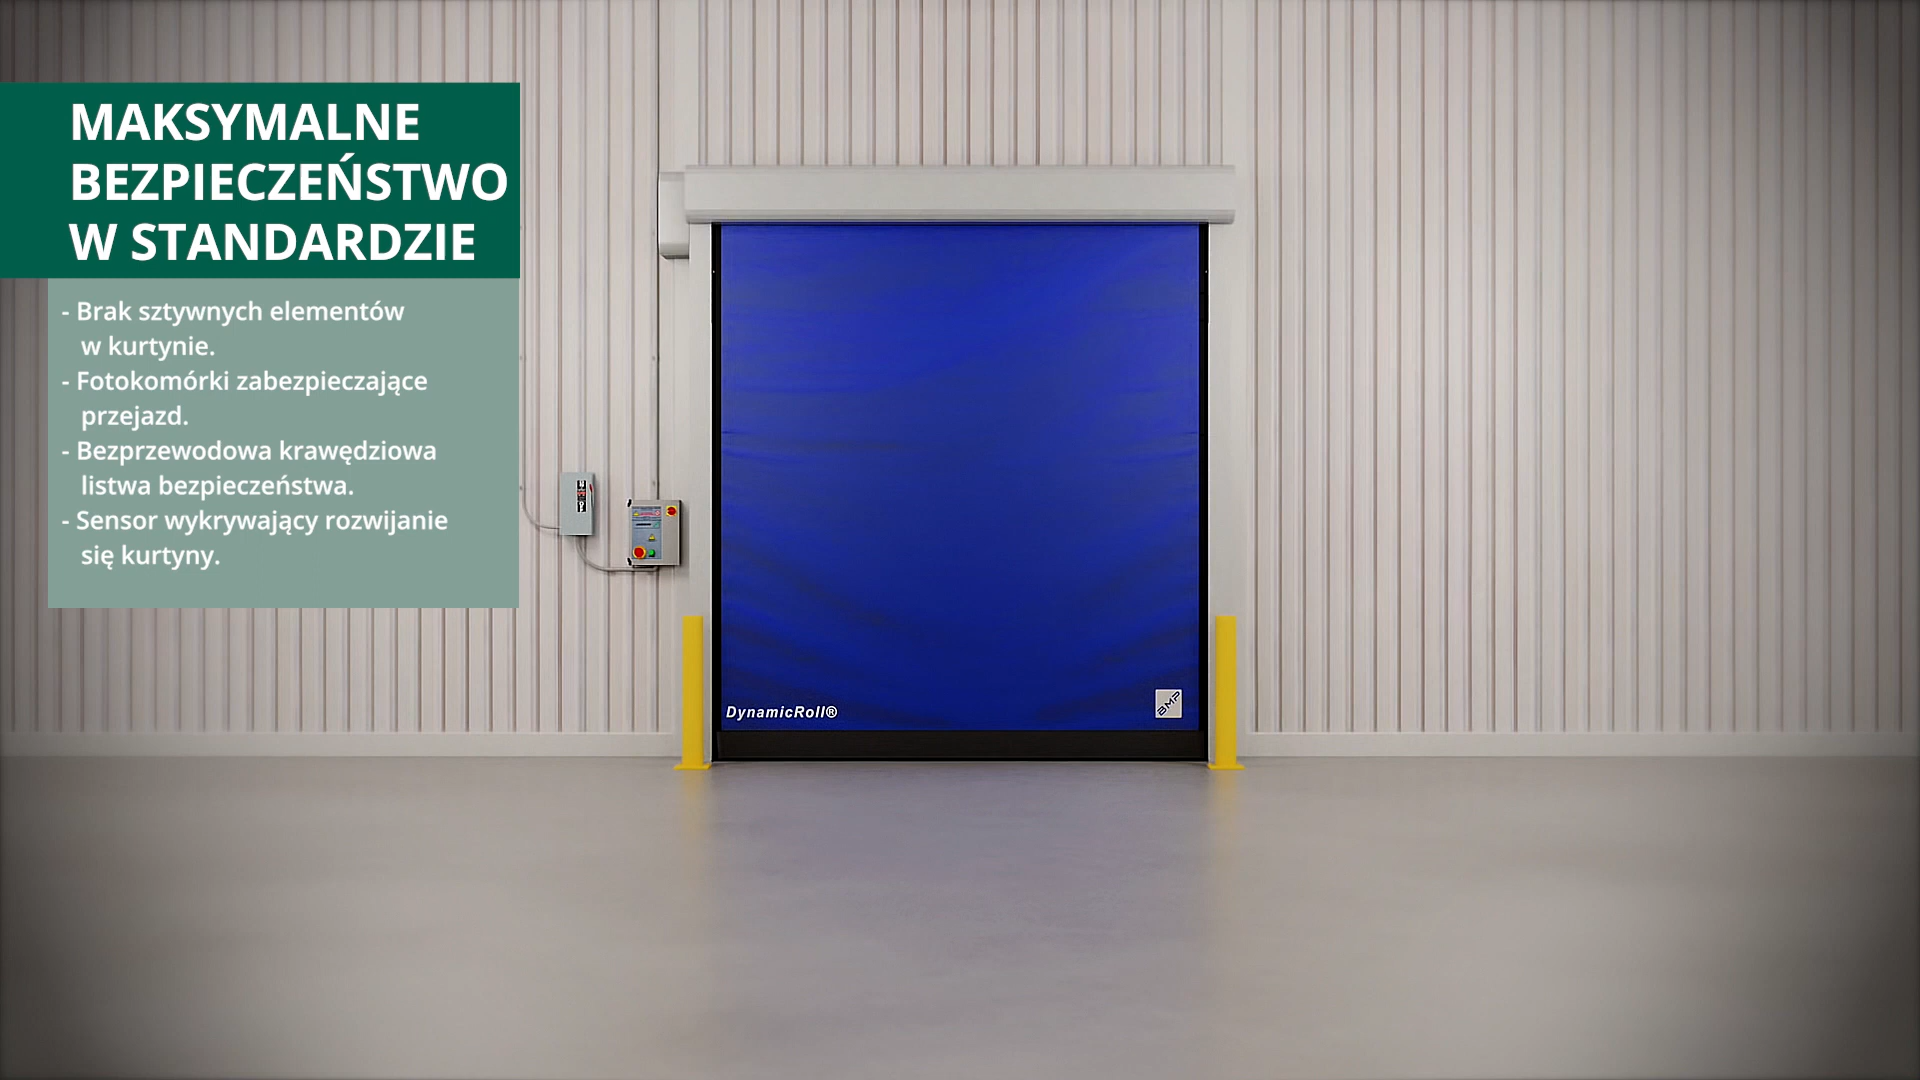 MAKSYMALNE
BEZPIECZEŃSTWO
W STANDARDZIE
- Brak sztywnych elementów
w kurtynie.
- Fotokomórki zabezpieczające
przejazd.
- Bezprzewodowa krawędziowa
listwa bezpieczeństwa.
- Sensor wykrywający rozwijanie
się kurtyny.
DynamicRoll®
BMP